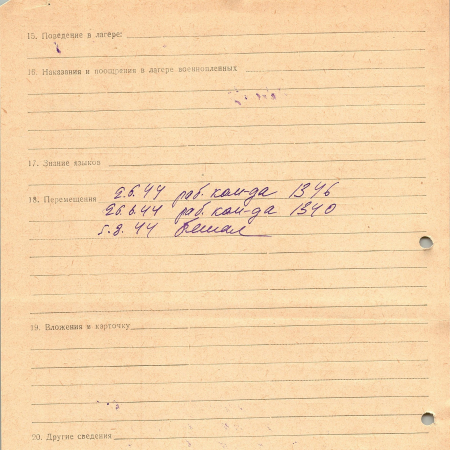 15. Поведение в лагере:
16. Наказания и поощрения в лагере военнопленных
17. Знание языков
18. Перемещения 2.6.44 раб. ком-да 1346
26.6.44 раб. ком-да 1340
5.8.44 бежал
19. Вложения в карточку
20. Другие сведения